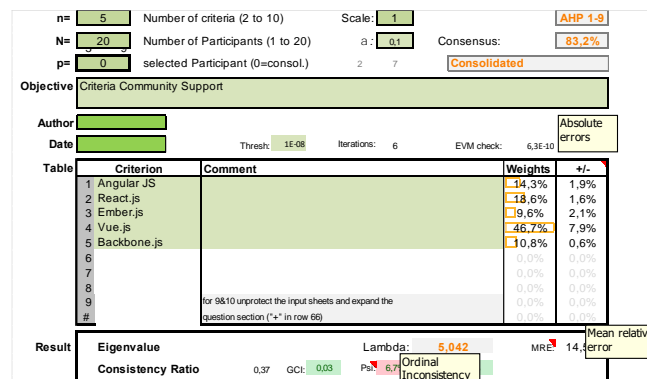 n= 5 Number of criteria (2 to 10) Scale: 1 AHP 1-9
N= 20 Number of Participants (1 to 20) a : 0,1 Consensus: 83,2%
p= 0 selected Participant (0=consol.) 2 7 Consolidated
Objective Criteria Community Support
Author
Absolute errors
Date Thresh: 1E-08 Iterations: 6 EVM check: 6,3E-10
Table Criterion Comment Weights +/-
1 Angular JS 14,3% 1,9%
2 React.js 18,6% 1,6%
3 Ember.js 9,6% 2,1%
4 Vue.js 46,7% 7,9%
5 Backbone.js 10,8% 0,6%
6 0,0% 0,0%
7 0,0% 0,0%
8 0,0% 0,0%
9 for 9&10 unprotect the input sheets and expand the 0,0% 0,0%
# question section ("+" in row 66) 0,0% 0,0%
Result Eigenvalue Lambda: 5,042 MRE: 14,
Mean relativ
error
Consistency Ratio 0,37 GCI: 0,03 Psi: 6,7
Ordinal
Inconsistency